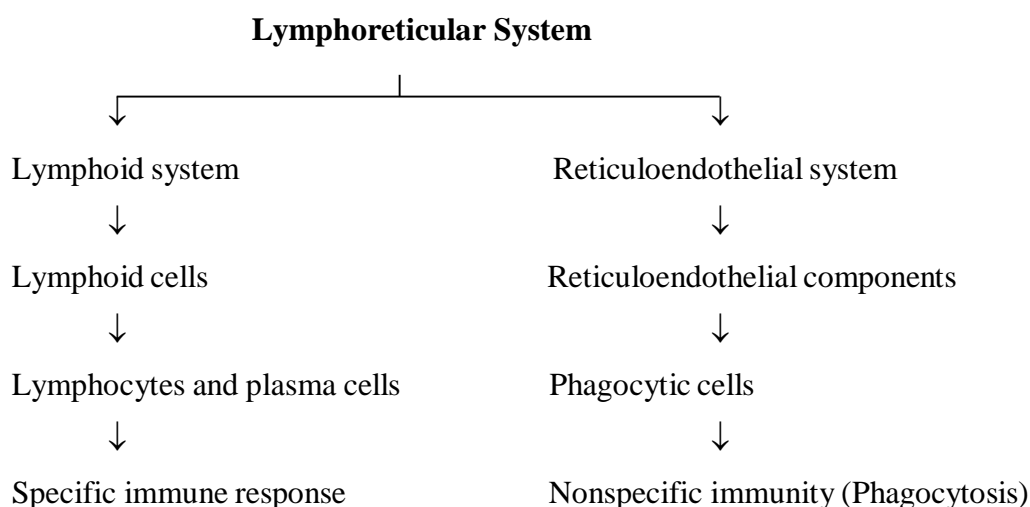 Lymphoreticular System
Lymphoid system
Reticuloendothelial system
Lymphoid cells
Reticuloendothelial components
Lymphocytes and plasma cells
Phagocytic cells
Specific immune response
Nonspecific immunity (Phagocytosis)